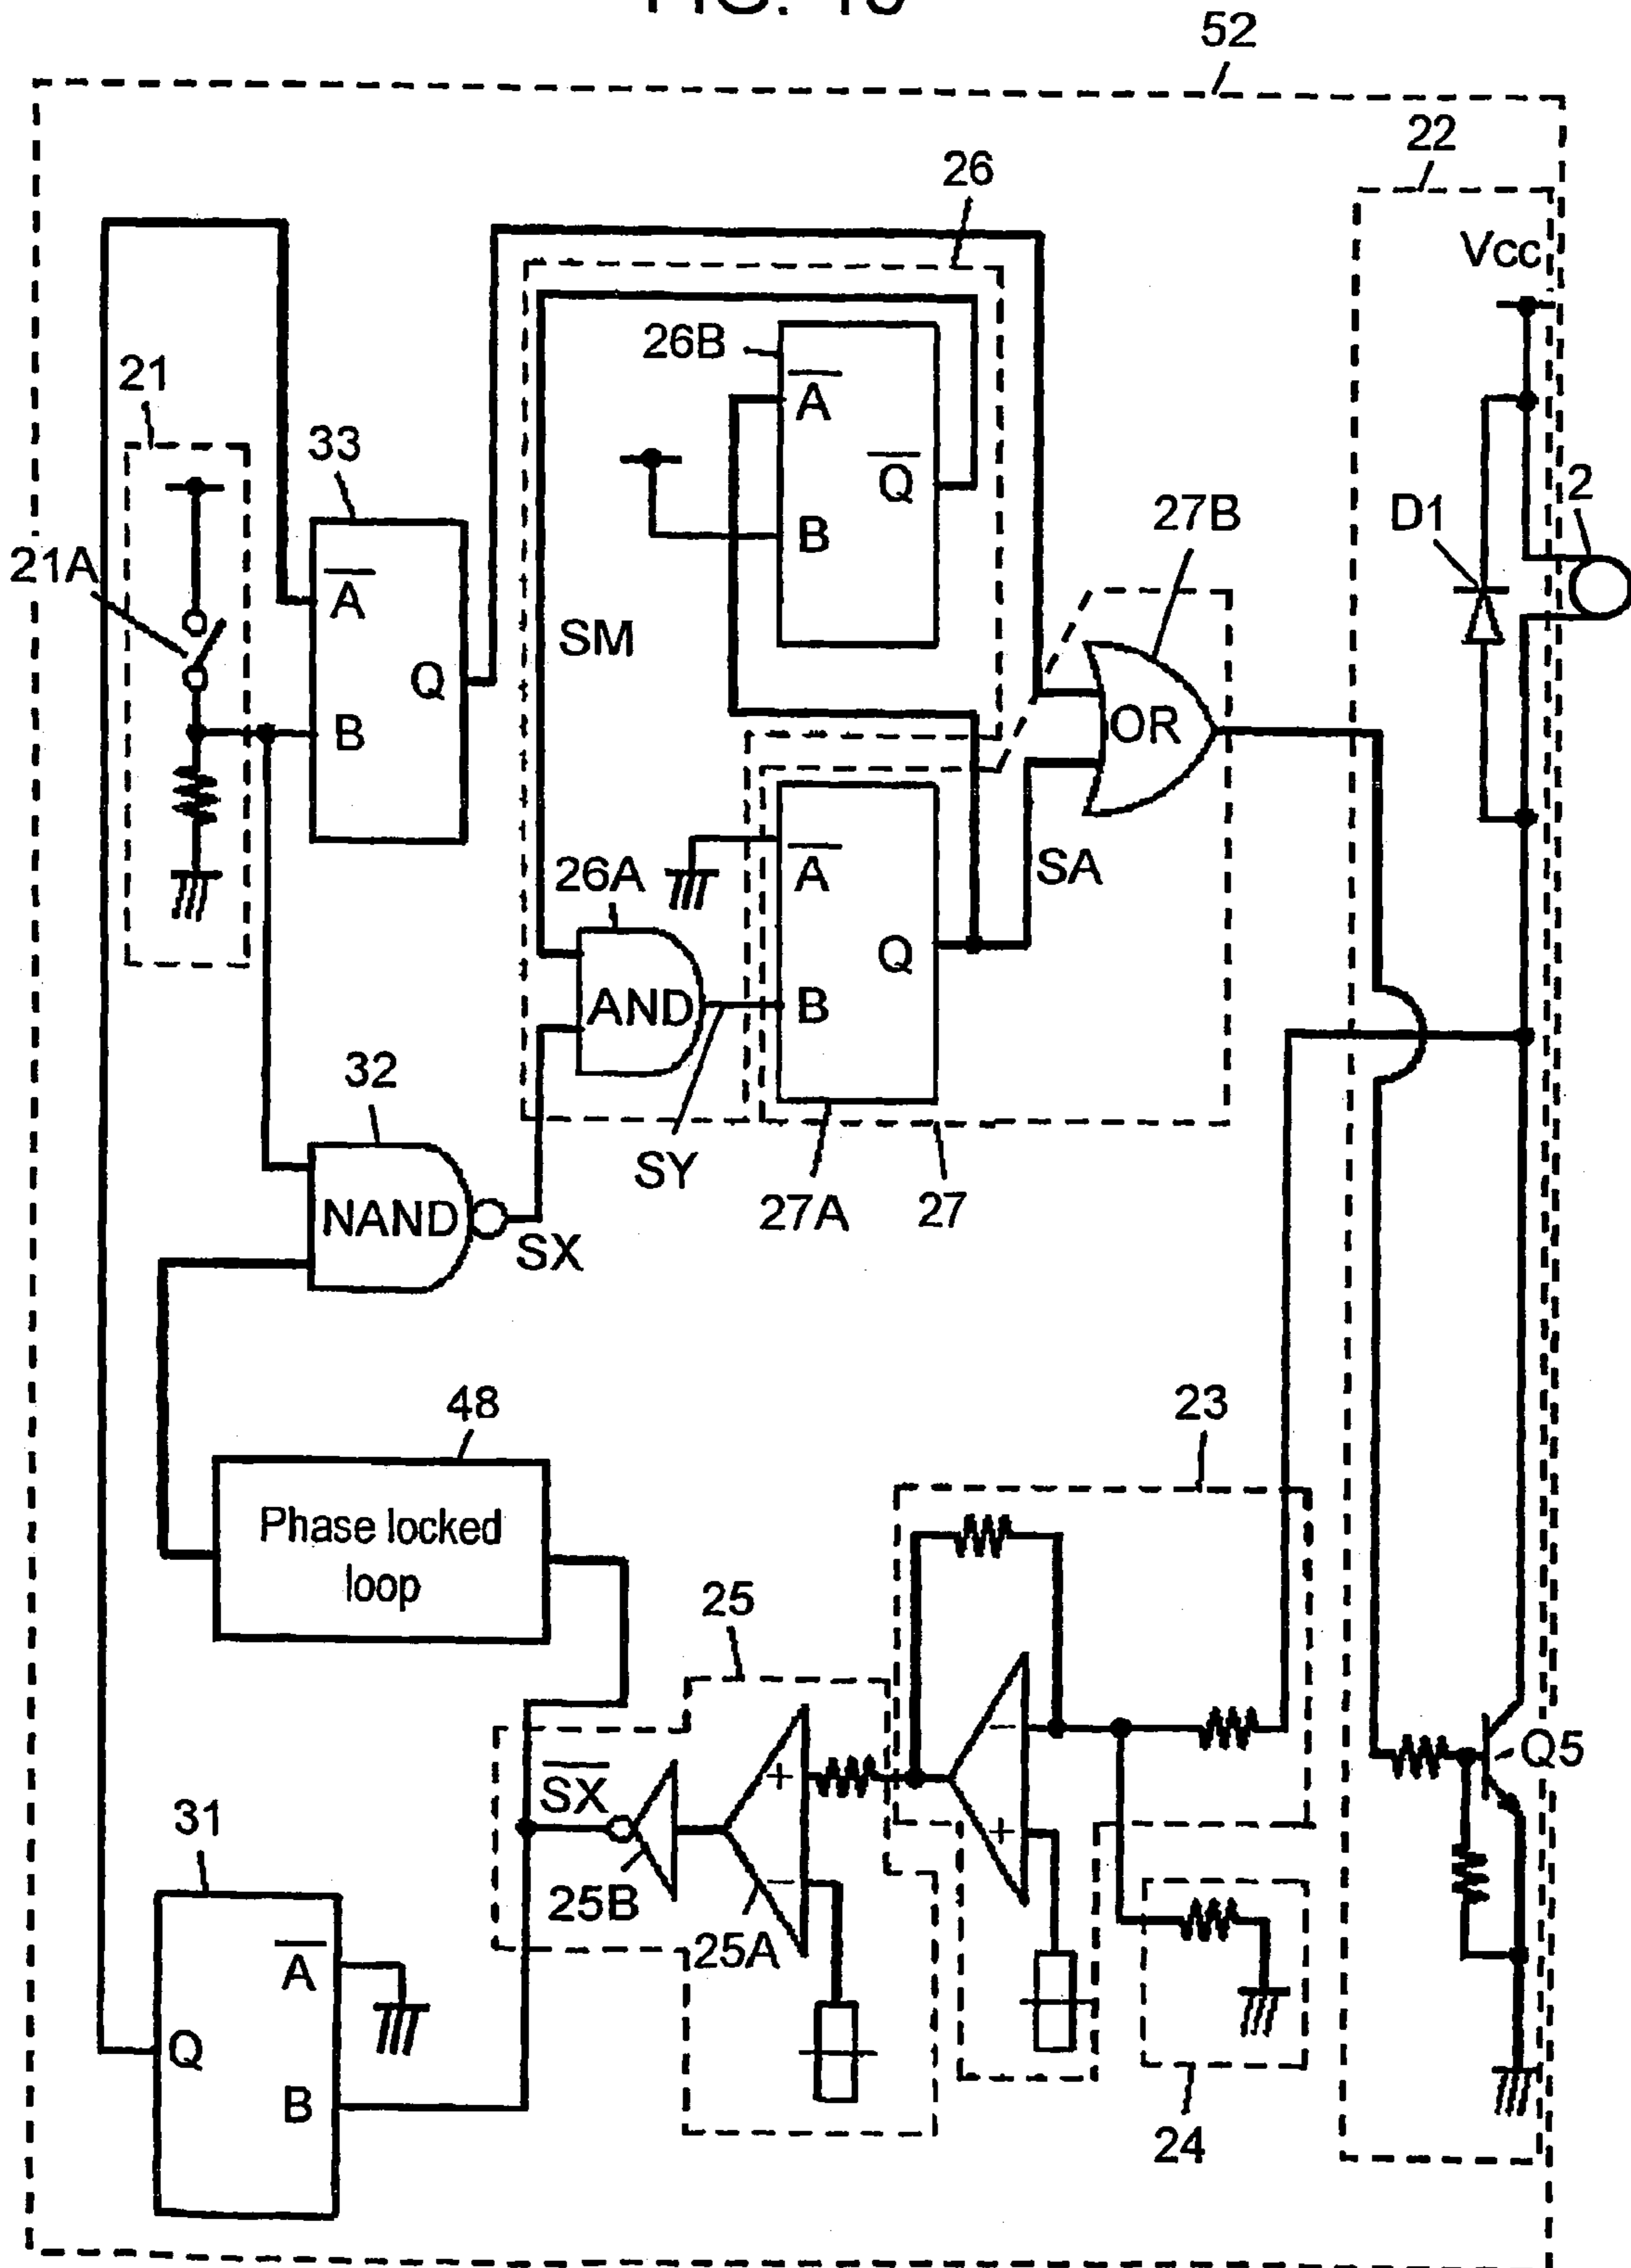 52
22
26
Vcc
26B
A
21
33
Q
2
B
27B
D1
21A
A
SM
Q
OR
B
26A
A
SA
Q
AND
B
32
SY
27A
27
NAND
SX
48
23
Phase locked
loop
25
−
Q5
SX
+
31
+
25B
−
25A
A
Q
B
24